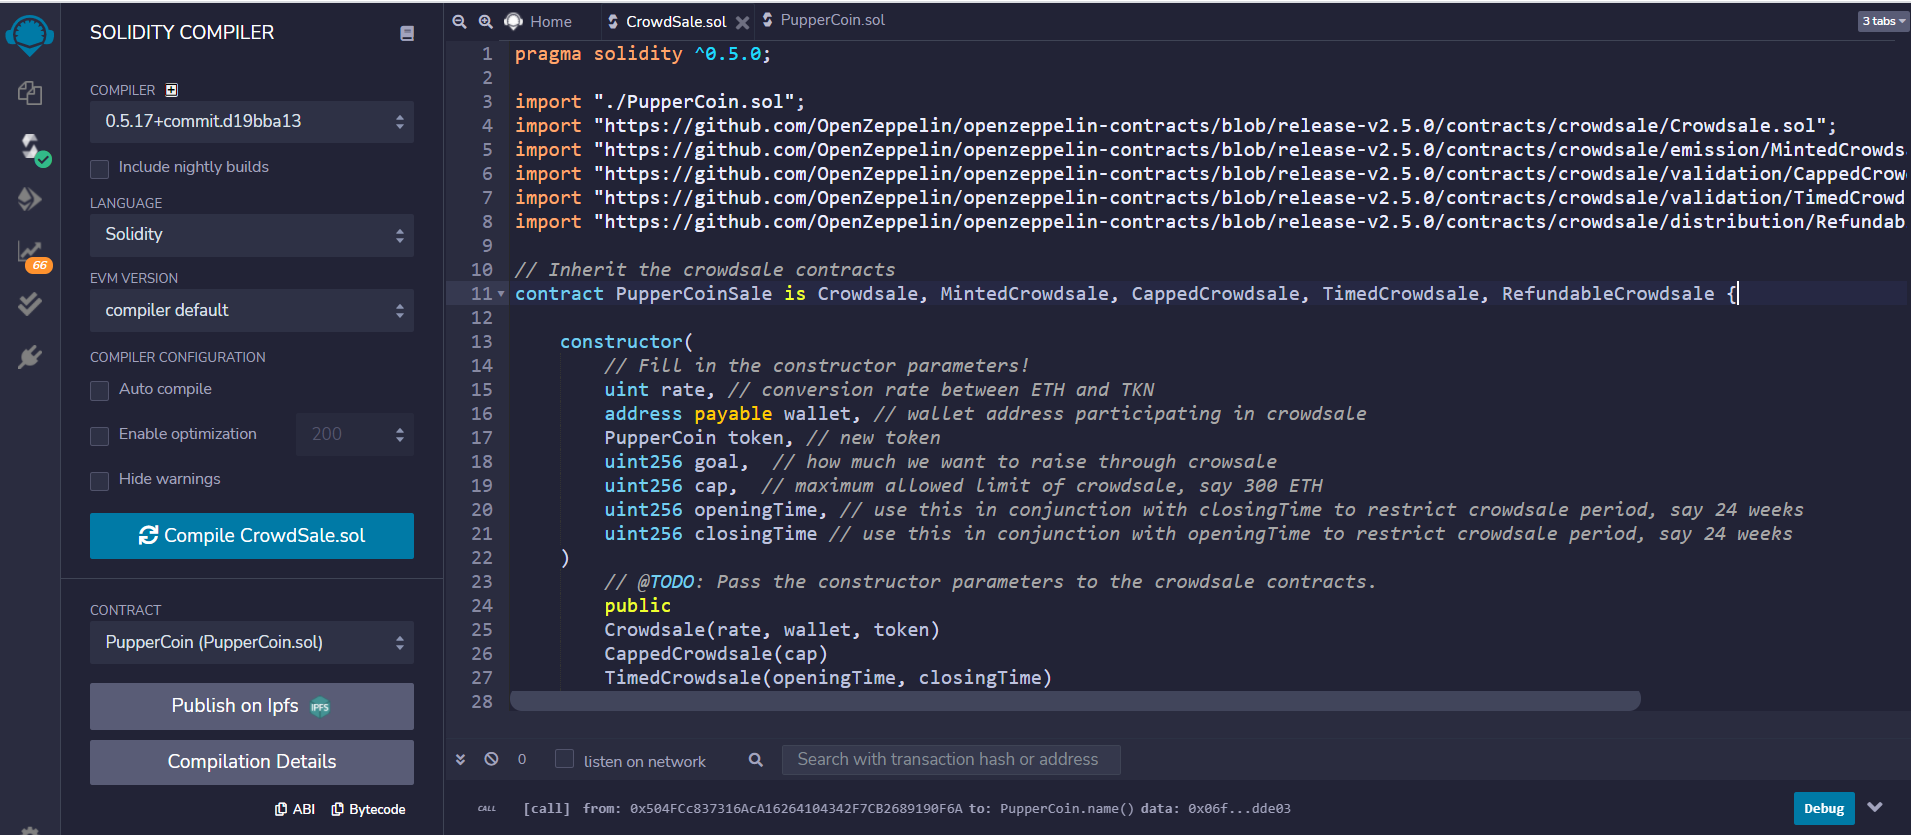 SOLIDITY COMPILER
COMPILER
0.5.17+commit.d19bba13
Include nightly builds
LANGUAGE
Solidity
EVM VERSION
compiler default
COMPILER CONFIGURATION
Auto compile
Enable optimization
200
Hide warnings
Compile CrowdSale.sol
CONTRACT
PupperCoin (PupperCoin.sol)
Publish on Ipfs IPFS
Compilation Details
ABI Bytecode
66
Home CrowdSale.sol PupperCoin.sol
3 tabs
1 pragma solidity ^0.5.0;
2
3 import "./PupperCoin.sol";
4 import "https://github.com/OpenZeppelin/openzeppelin-contracts/blob/release-v2.5.0/contracts/crowdsale/Crowdsale.sol";
5 import "https://github.com/OpenZeppelin/openzeppelin-contracts/blob/release-v2.5.0/contracts/crowdsale/emission/MintedCrowds
6 import "https://github.com/OpenZeppelin/openzeppelin-contracts/blob/release-v2.5.0/contracts/crowdsale/validation/CappedCrow
7 import "https://github.com/OpenZeppelin/openzeppelin-contracts/blob/release-v2.5.0/contracts/crowdsale/validation/TimedCrowd
8 import "https://github.com/OpenZeppelin/openzeppelin-contracts/blob/release-v2.5.0/contracts/crowdsale/distribution/Refundab
9
10 // Inherit the crowdsale contracts
11 contract PupperCoinSale is Crowdsale, MintedCrowdsale, CappedCrowdsale, TimedCrowdsale, RefundableCrowdsale {
12
13 constructor(
14 // Fill in the constructor parameters!
15 uint rate, // conversion rate between ETH and TKN
16 address payable wallet, // wallet address participating in crowdsale
17 PupperCoin token, // new token
18 uint256 goal, // how much we want to raise through crowsale
19 uint256 cap, // maximum allowed limit of crowdsale, say 300 ETH
20 uint256 openingTime, // use this in conjunction with closingTime to restrict crowdsale period, say 24 weeks
21 uint256 closingTime // use this in conjunction with openingTime to restrict crowdsale period, say 24 weeks
22 )
23 // @TODO: Pass the constructor parameters to the crowdsale contracts.
24 public
25 Crowdsale(rate, wallet, token)
26 CappedCrowdsale(cap)
27 TimedCrowdsale(openingTime, closingTime)
28
0 listen on network Search with transaction hash or address
CALL [call] from: 0x504FCc837316AcA16264104342F7CB2689190F6A to: PupperCoin.name() data: 0x06f...dde03 Debug